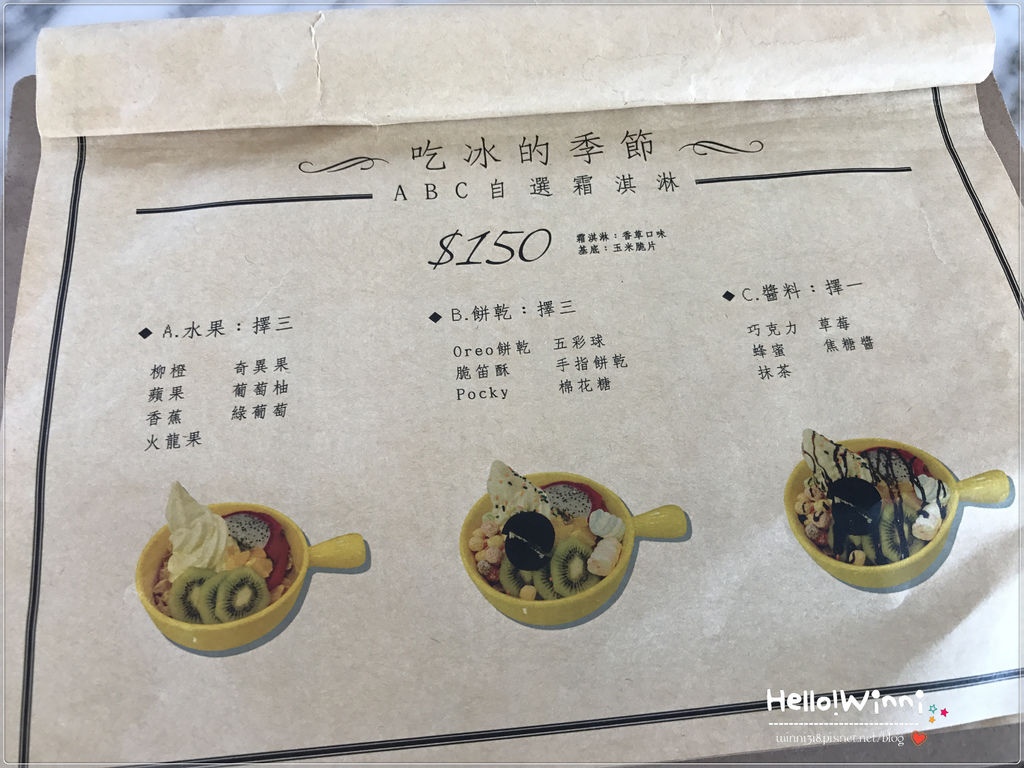 吃冰的季節
ABC自選霜淇淋
$150
霜淇淋：香草口味
基底：玉米脆片
◆ A.水果：擇三
柳橙 奇異果
蘋果 葡萄柚
香蕉 綠葡萄
火龍果
◆ B.餅乾：擇三
Oreo餅乾 五彩球
脆笛酥 手指餅乾
Pocky 棉花糖
◆ C.醬料：擇一
巧克力 草莓
蜂蜜 焦糖醬
抹茶
Hello!Winni
winni518.pixnet.net/blog